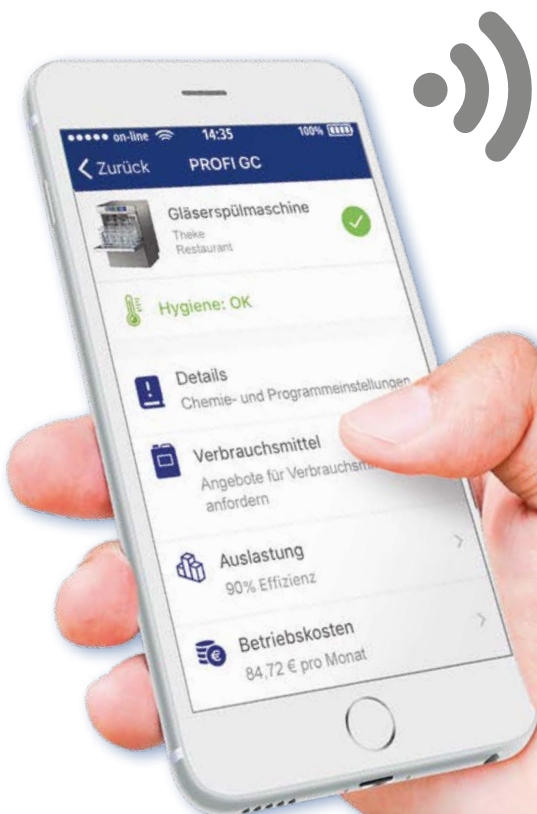 on-line 14:35 100%
Zurück PROFI GC
Gläserspülmaschine
Theke
Restaurant
Hygiene: OK
Details
Chemie- und Programmeinstellungen
Verbrauchsmittel
Angebote für
anfordern
Auslastung
90% Effizienz
Betriebskosten
84,72 € pro Monat